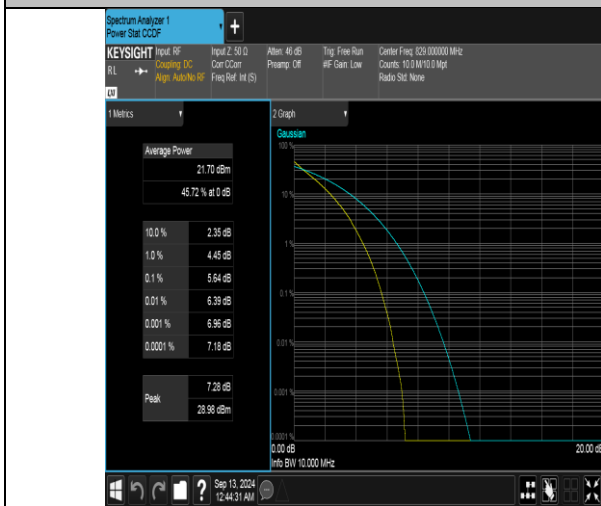 Spectrum Analyzer 1
Power Stat CCDF
+
KEYSIGHT Input: RF Input Z: 50 Ω Atten: 46 dB Trig: Free Run Center Freq: 829.000000 MHz
RL Coupling: DC Corr CCorr Preamp: Off #IF Gain: Low Counts: 10.0 M/10.0 Mpt
Align: Auto/No RF Freq Ref: Int (S) Radio Std: None
1 Metrics
2 Graph
Average Power
21.70 dBm
45.72 % at 0 dB
10.0 % 2.35 dB
1.0 % 4.45 dB
0.1 % 5.64 dB
0.01 % 6.39 dB
0.001 % 6.96 dB
0.0001 % 7.18 dB
Peak
7.28 dB
28.98 dBm
Gaussian
100 %
10 %
1 %
0.1 %
0.01 %
0.001 %
0.0001 %
0.00 dB 20.00 dB
Info BW 10.000 MHz
? Sep 13, 2024
12:44:31 AM